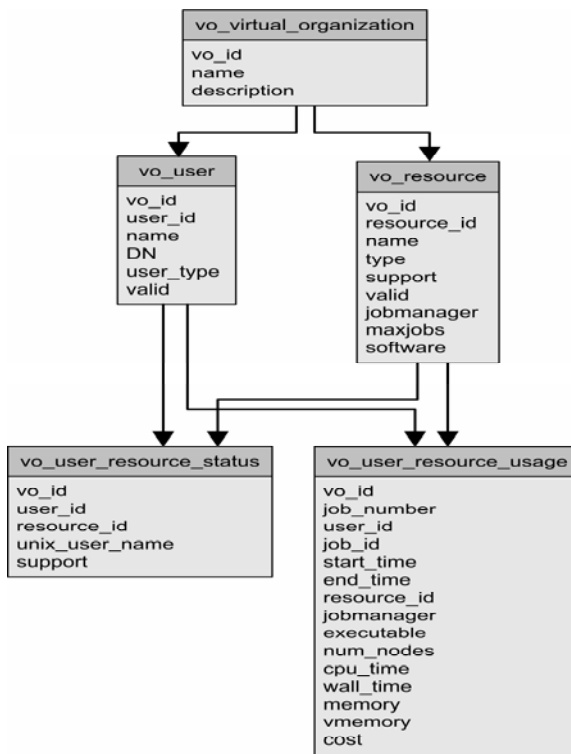 vo_virtual_organization
vo_id
name
description
vo_user
vo_id
user_id
name
DN
user_type
valid
vo_resource
vo_id
resource_id
name
type
support
valid
jobmanager
maxjobs
software
vo_user_resource_status
vo_id
user_id
resource_id
unix_user_name
support
vo_user_resource_usage
vo_id
job_number
user_id
job_id
start_time
end_time
resource_id
jobmanager
executable
num_nodes
cpu_time
wall_time
memory
vmemory
cost